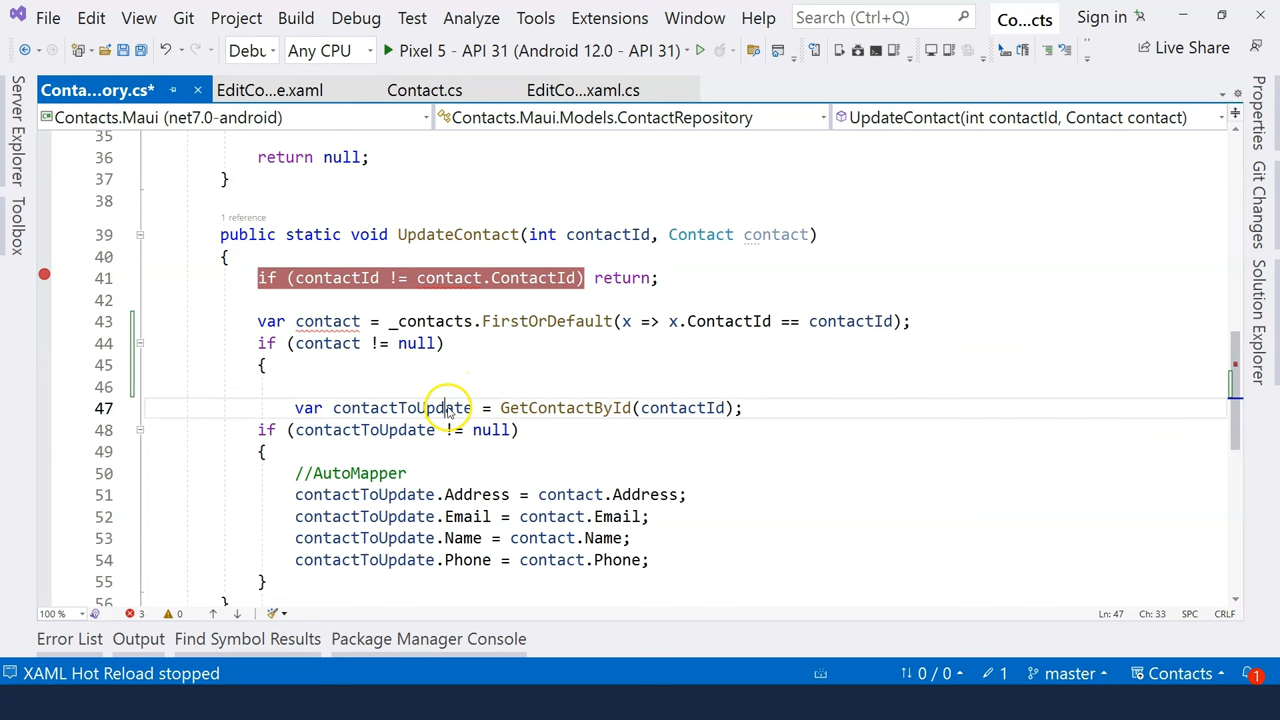 File Edit View Git Project Build Debug Test Analyze Tools Extensions Window Help Search (Ctrl+Q) Co...cts Sign in
Debu Any CPU Pixel 5 - API 31 (Android 12.0 - API 31) Live Share
Conta...ory.cs* EditCo...e.xaml Contact.cs EditCo...xaml.cs
Contacts.Maui (net7.0-android) Contacts.Maui.Models.ContactRepository UpdateContact(int contactId, Contact contact)
Server Explorer
Toolbox
Properties
Git Changes
Solution Explorer
35
36 return null;
37 }
38
1 reference
39 public static void UpdateContact(int contactId, Contact contact)
40 {
41 if (contactId != contact.ContactId) return;
42
43 var contact = _contacts.FirstOrDefault(x => x.ContactId == contactId);
44 if (contact != null)
45 {
46
47 var contactToUpdate = GetContactById(contactId);
48 if (contactToUpdate != null)
49 {
50 //AutoMapper
51 contactToUpdate.Address = contact.Address;
52 contactToUpdate.Email = contact.Email;
53 contactToUpdate.Name = contact.Name;
54 contactToUpdate.Phone = contact.Phone;
55 }
56 }
100 % 3 0 Ln: 47 Ch: 33 SPC CRLF
Error List Output Find Symbol Results Package Manager Console
XAML Hot Reload stopped 0 / 0 1 master Contacts 1